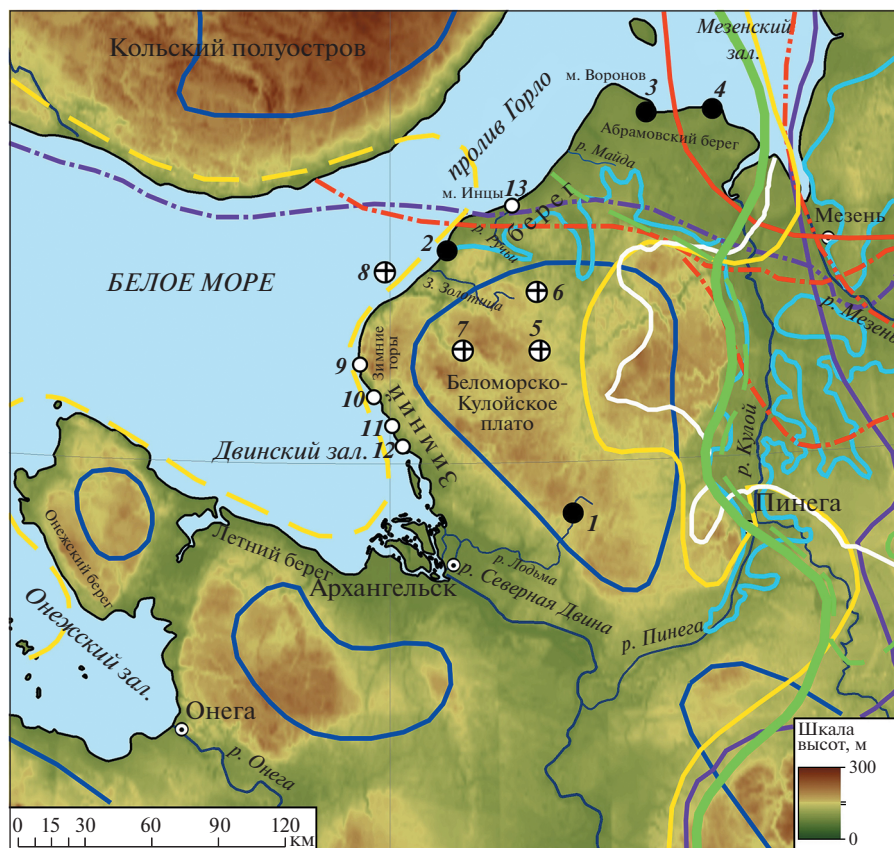 Кольский полуостров
Мезенский
зал.
м. Воронов
3
4
Абрамовский берег
пролив Горло
р. Майда
13
м. Инцы
берег
Мезень
2
р. Ручьи
БЕЛОЕ МОРЕ
8
З. Золотица
6
р. Мезень
7
5
Зимние
горы
9
Беломорско-
Кулойское
плато
10
ЗИМНИЙ
11
Двинский зал.
12
р. Кулой
Пинега
1
Онежский берег
Летний берег
р. Лодьма
Архангельск
р. Северная Двина
Онежский зал.
р. Пинега
Онега
р. Онега
Шкала
высот, м
300
0
0 15 30 60 90 120
км